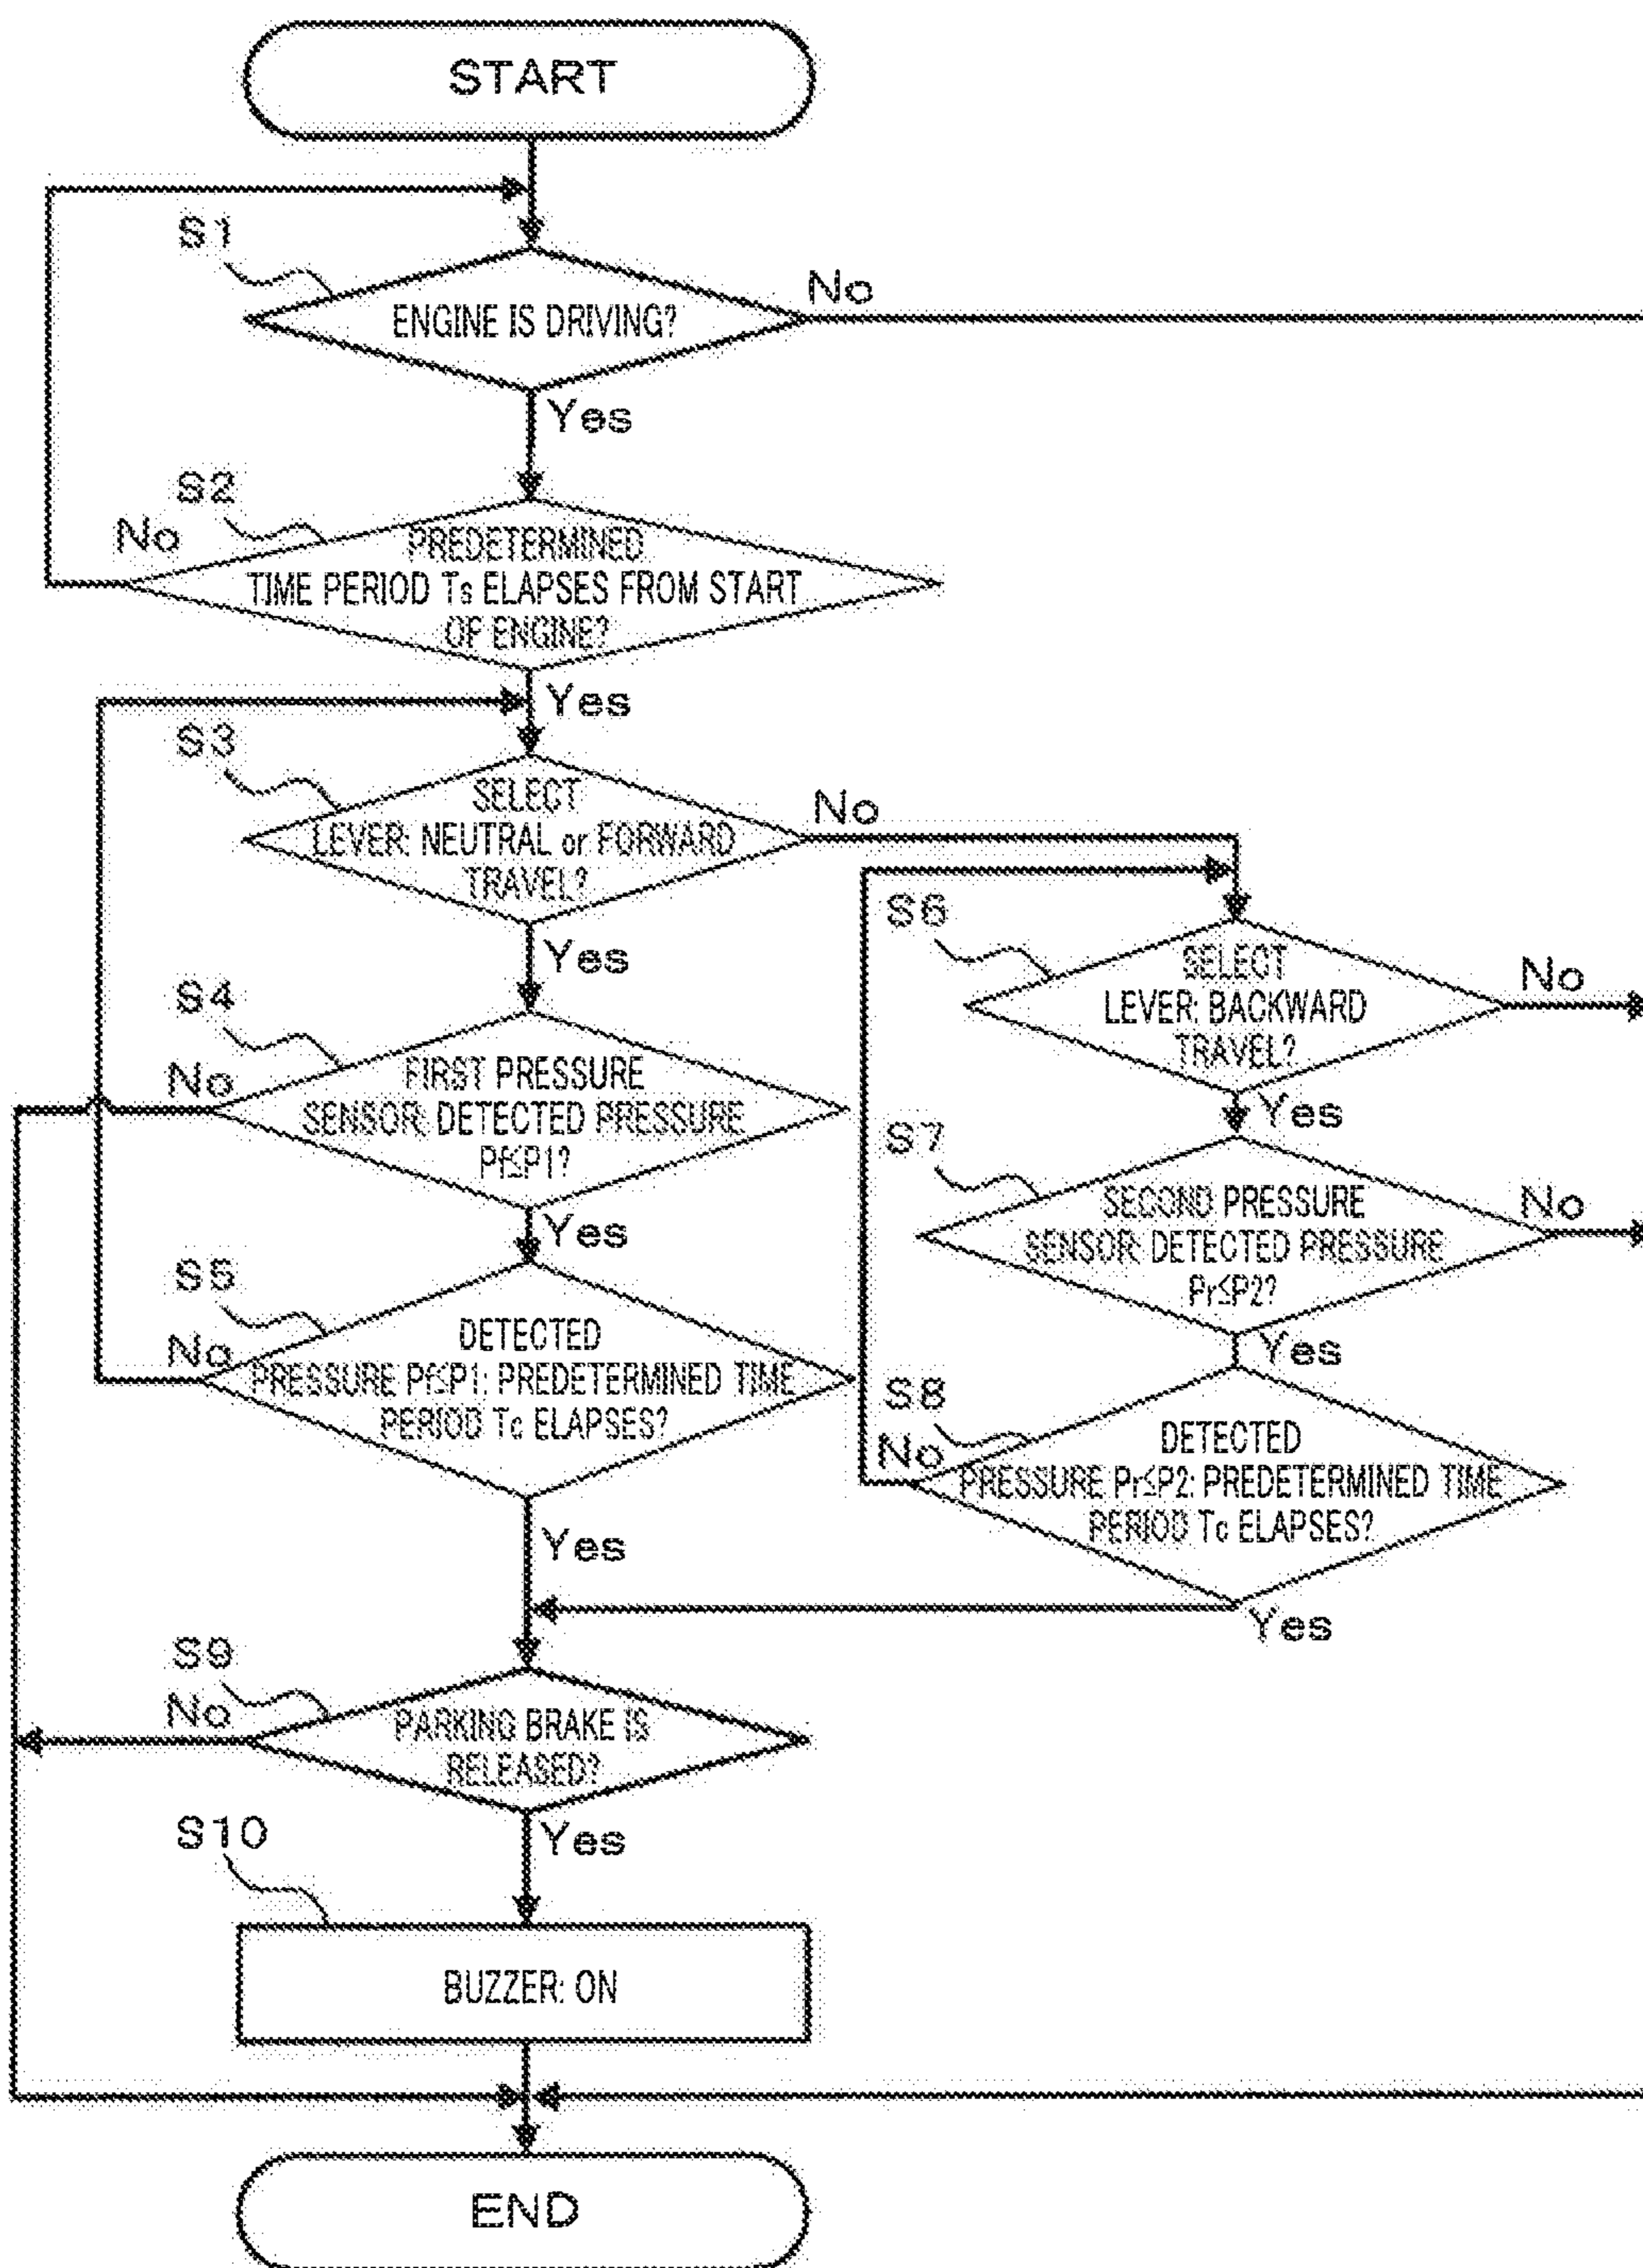 START
S1
ENGINE IS DRIVING?
No
Yes
S2
No
PREDETERMINED
TIME PERIOD Ts ELAPSES FROM START
OF ENGINE?
Yes
S3
SELECT
LEVER: NEUTRAL or FORWARD
TRAVEL?
No
Yes
S4
No
FIRST PRESSURE
SENSOR: DETECTED PRESSURE
Pf≦P1?
Yes
S5
No
DETECTED
PRESSURE Pf≦P1: PREDETERMINED TIME
PERIOD Tc ELAPSES?
Yes
S6
SELECT
LEVER: BACKWARD
TRAVEL?
No
Yes
S7
SECOND PRESSURE
SENSOR: DETECTED PRESSURE
Pr≦P2?
No
Yes
S8
No
DETECTED
PRESSURE Pr≦P2: PREDETERMINED TIME
PERIOD Tc ELAPSES?
Yes
S9
No
PARKING BRAKE IS
RELEASED?
Yes
S10
BUZZER: ON
END